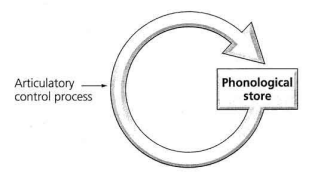 Articulatory
control process
Phonological
store